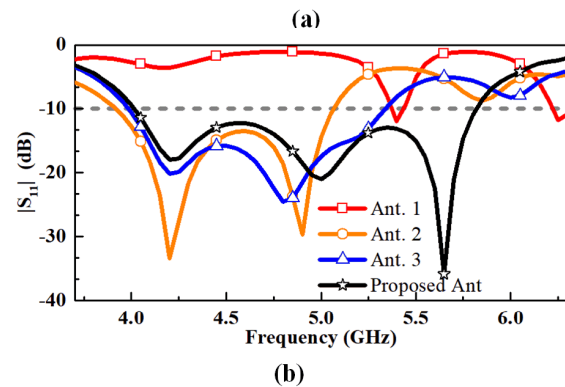 (a)
0
-10
-20
-30
-40
|S₁₁| (dB)
Ant. 1
Ant. 2
Ant. 3
Proposed Ant
4.0 4.5 5.0 5.5 6.0
Frequency (GHz)
(b)